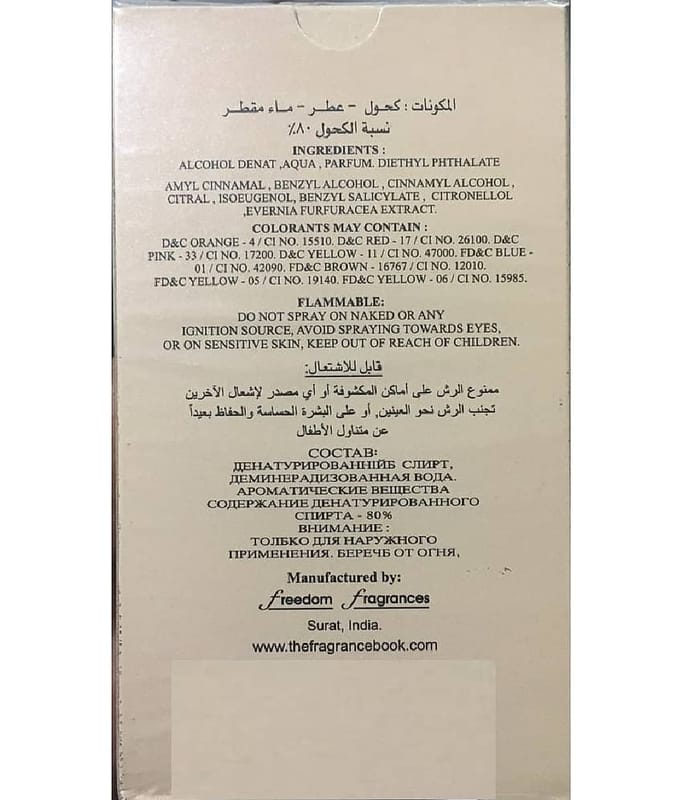 المكونات : كحول - عطر - ماء مقطر
نسبة الكحول ٨٠٪
INGREDIENTS :
ALCOHOL DENAT ,AQUA , PARFUM. DIETHYL PHTHALATE
AMYL CINNAMAL , BENZYL ALCOHOL , CINNAMYL ALCOHOL ,
CITRAL , ISOEUGENOL, BENZYL SALICYLATE , CITRONELLOL
,EVERNIA FURFURACEA EXTRACT.
COLORANTS MAY CONTAIN :
D&C ORANGE - 4 / CI NO. 15510. D&C RED - 17 / CI NO. 26100. D&C
PINK - 33 / CI NO. 17200. D&C YELLOW - 11 / CI NO. 47000. FD&C BLUE -
01 / CI NO. 42090. FD&C BROWN - 16767 / CI NO. 12010.
FD&C YELLOW - 05 / CI NO. 19140. FD&C YELLOW - 06 / CI NO. 15985.
FLAMMABLE:
DO NOT SPRAY ON NAKED OR ANY
IGNITION SOURCE, AVOID SPRAYING TOWARDS EYES,
OR ON SENSITIVE SKIN, KEEP OUT OF REACH OF CHILDREN.
قابل للاشتعال:
ممنوع الرش على أماكن المكشوفة او أي مصدر لإشعال الآخرين
تجنب الرش نحو العينين, أو على البشرة الحساسة والحفاظ بعيداً
عن متناول الأطفال
СОСТАВ:
ДЕНАТУРИРОВАННІЙБ СЛИРТ,
ДЕМИНЕРАДИЗОВАННАЯ ВОДА.
АРОМАТИЧЕСКИЕ ВЕЩЕСТВА
СОДЕРЖАНИЕ ДЕНАТУРИРОВАННОГО
СПИРТА - 80%
ВНИМАНИЕ :
ТОЛЬКО ДЛЯ НАРУЖНОГО
ПРИМЕНЕНИЯ. БЕРЕЧБ ОТ ОГНЯ,
Manufactured by:
freedom fragrances
Surat, India.
www.thefragrancebook.com